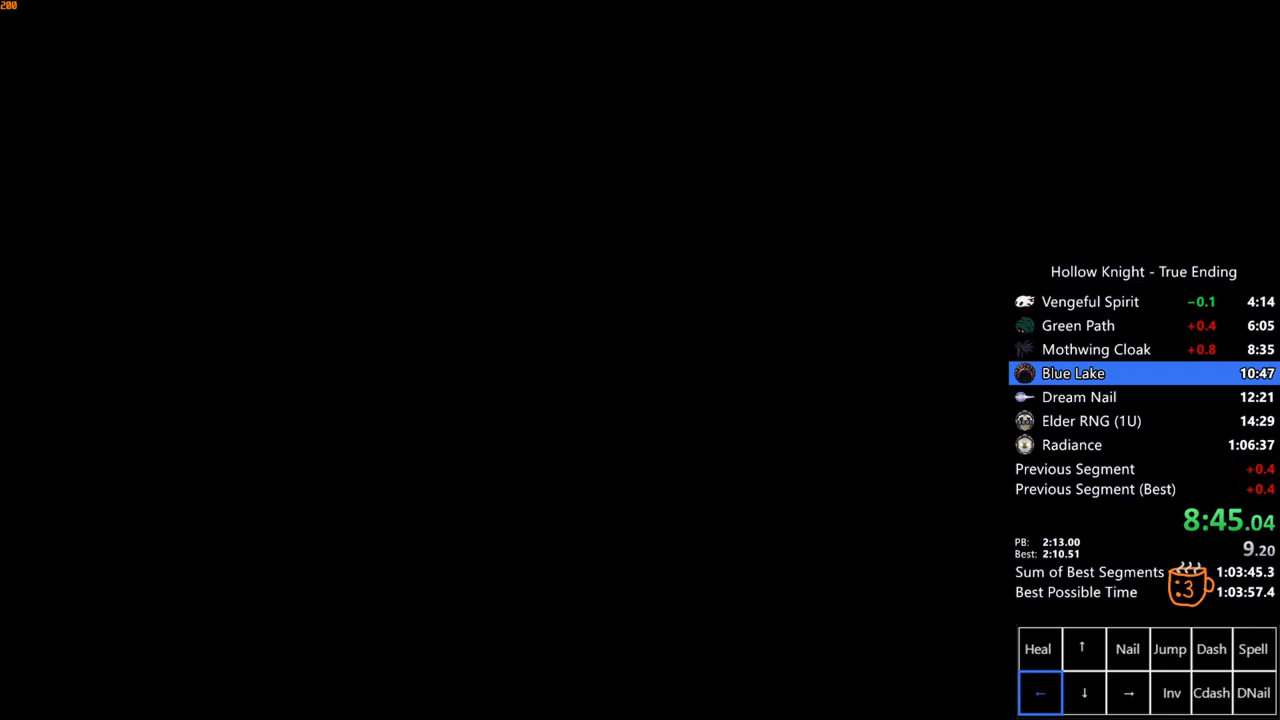 200
Hollow Knight - True Ending
Vengeful Spirit −0.1 4:14
Green Path +0.4 6:05
Mothwing Cloak +0.8 8:35
Blue Lake 10:47
Dream Nail 12:21
Elder RNG (1U) 14:29
Radiance 1:06:37
Previous Segment +0.4
Previous Segment (Best) +0.4
8:45.04
PB: 2:13.00
Best: 2:10.51
9.20
Sum of Best Segments 1:03:45.3
Best Possible Time 1:03:57.4
:3
Heal ↑ Nail Jump Dash Spell
← ↓ → Inv Cdash DNail